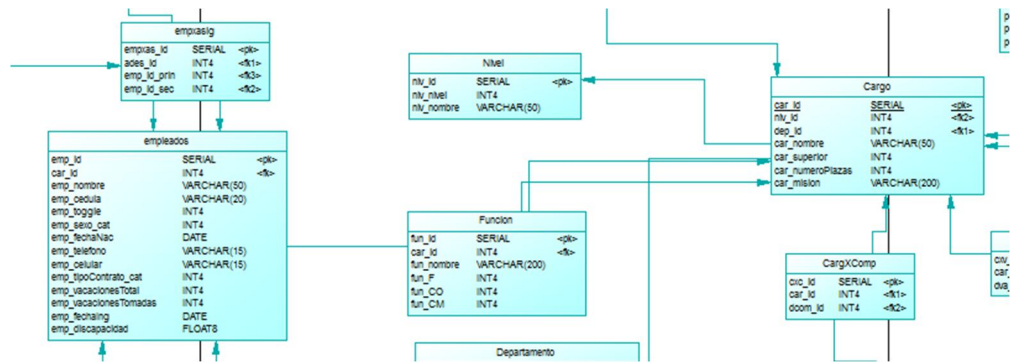 empxasig
empxas_id SERIAL <pk>
ades_id INT4 <fk1>
emp_id_prin INT4 <fk3>
emp_id_sec INT4 <fk2>
empleados
emp_id SERIAL <pk>
car_id INT4 <fk>
emp_nombre VARCHAR(50)
emp_cedula VARCHAR(20)
emp_toggle INT4
emp_sexo_cat INT4
emp_fechaNac DATE
emp_telefono VARCHAR(15)
emp_celular VARCHAR(15)
emp_tipoContrato_cat INT4
emp_vacacionesTotal INT4
emp_vacacionesTomadas INT4
emp_fechaIng DATE
emp_discapacidad FLOAT8
Nivel
niv_id SERIAL <pk>
niv_nivel INT4
niv_nombre VARCHAR(50)
Funcion
fun_id SERIAL <pk>
car_id INT4 <fk>
fun_nombre VARCHAR(200)
fun_F INT4
fun_CO INT4
fun_CM INT4
Departamento
Cargo
car_id SERIAL <pk>
niv_id INT4 <fk2>
dep_id INT4 <fk1>
car_nombre VARCHAR(50)
car_superior INT4
car_numeroPlazas INT4
car_mision VARCHAR(200)
CargXComp
cxc_id SERIAL <pk>
car_id INT4 <fk1>
dcom_id INT4 <fk2>
p
p
p
cxv_
car_
dva_